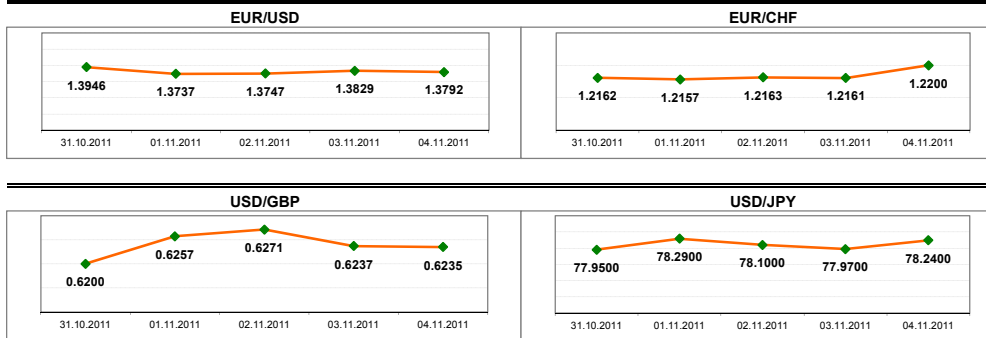 EUR/USD
1.3946 1.3737 1.3747 1.3829 1.3792
31.10.2011 01.11.2011 02.11.2011 03.11.2011 04.11.2011
EUR/CHF
1.2162 1.2157 1.2163 1.2161 1.2200
31.10.2011 01.11.2011 02.11.2011 03.11.2011 04.11.2011
USD/GBP
0.6200 0.6257 0.6271 0.6237 0.6235
31.10.2011 01.11.2011 02.11.2011 03.11.2011 04.11.2011
USD/JPY
77.9500 78.2900 78.1000 77.9700 78.2400
31.10.2011 01.11.2011 02.11.2011 03.11.2011 04.11.2011